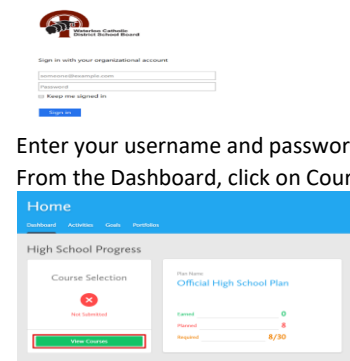 Waterloo Catholic
District School Board
Sign in with your organizational account
someone@example.com
Password
Keep me signed in
Sign in
Enter your username and passwor
From the Dashboard, click on Cour
Home
Dashboard Activities Goals Portfolios
High School Progress
Course Selection
Not Submitted
View Courses
Plan Name
Official High School Plan
Earned 0
Planned 8
Required 8/30